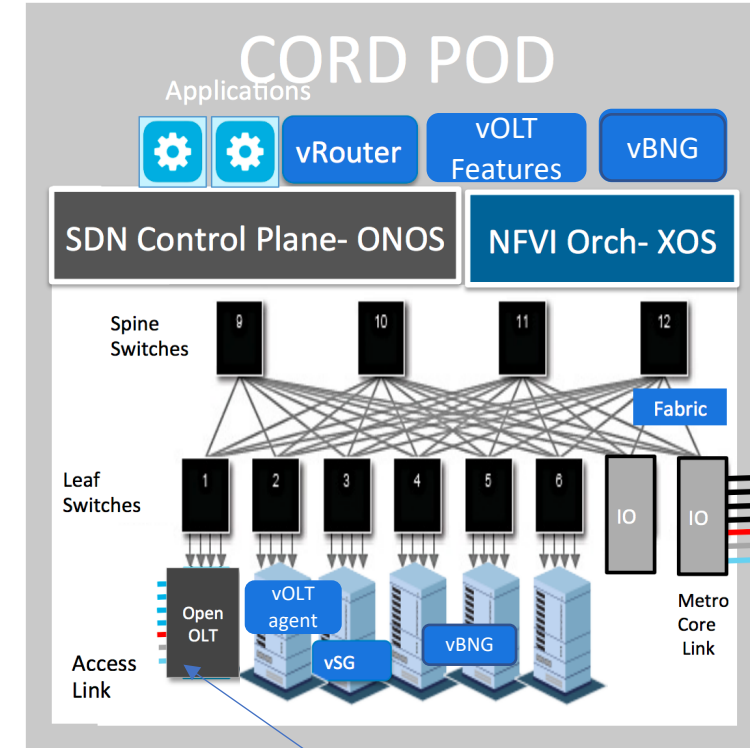 CORD POD
Applications
vRouter
vOLT
Features
vBNG
SDN Control Plane- ONOS
NFVI Orch- XOS
Spine
Switches
9
10
11
12
Fabric
Leaf
Switches
1
2
3
4
5
6
IO
IO
Open
OLT
vOLT
agent
vSG
vBNG
Metro
Core
Link
Access
Link